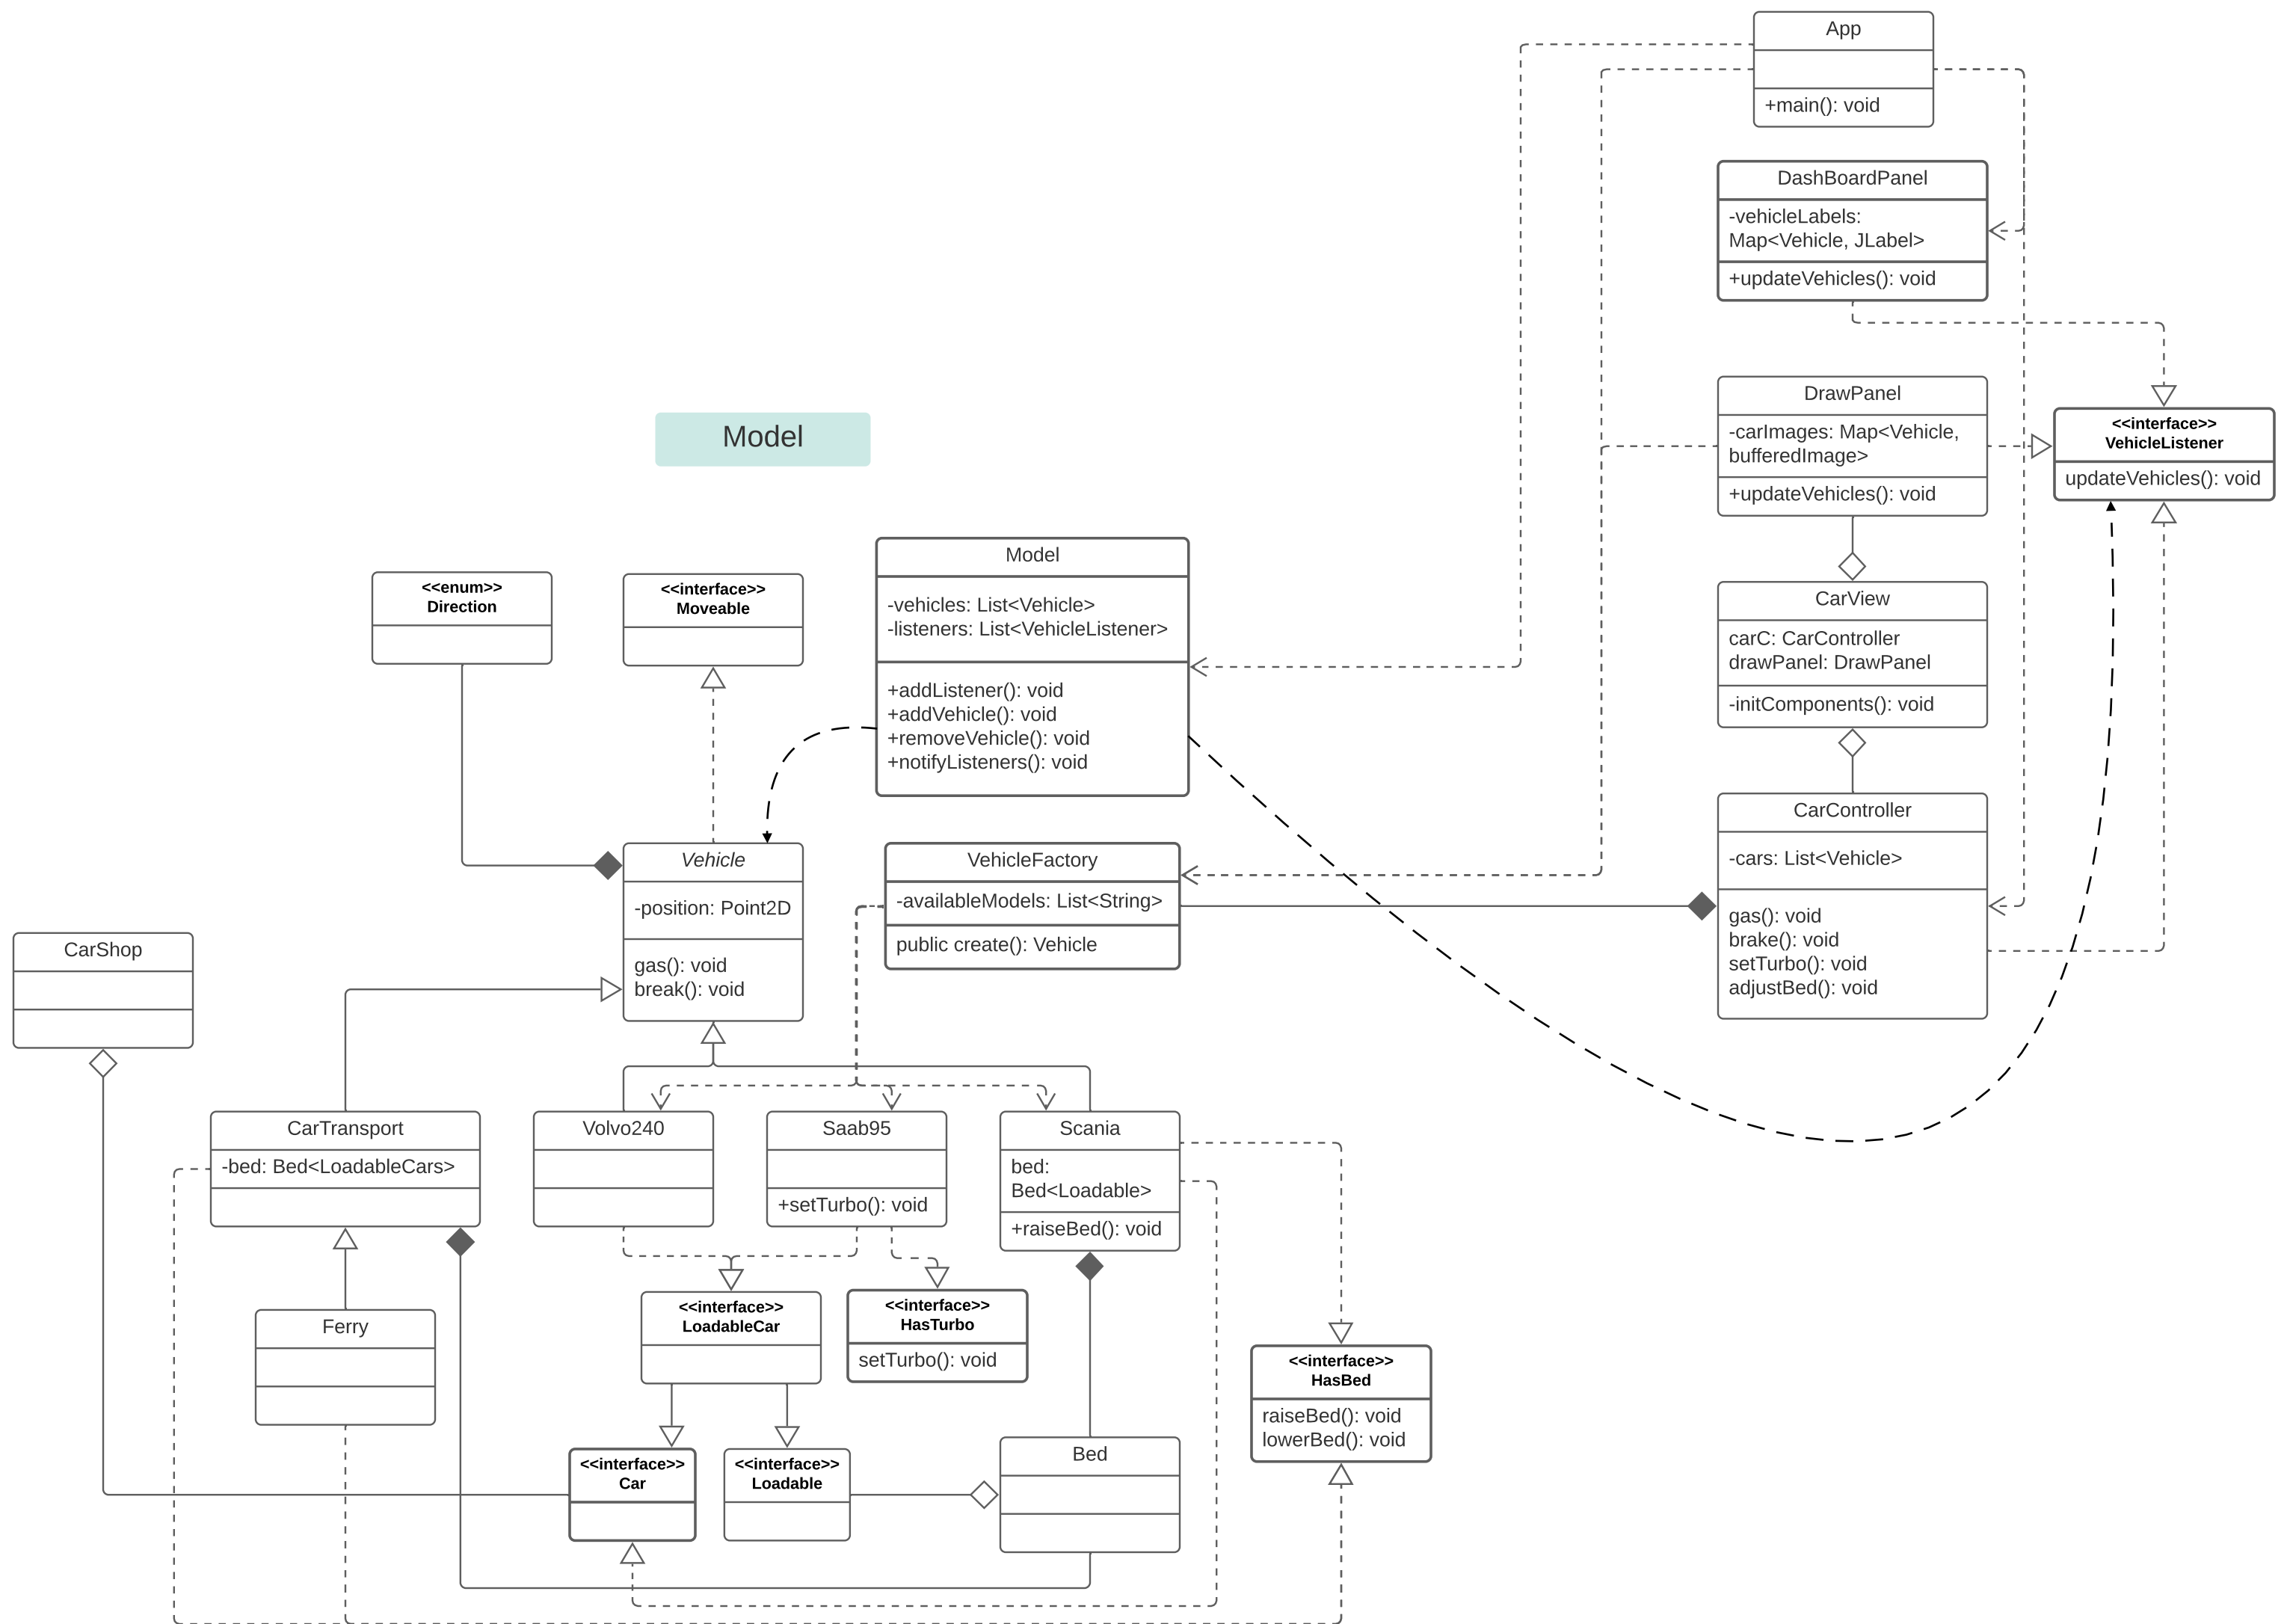 App
+main(): void
DashBoardPanel
-vehicleLabels:
Map<Vehicle, JLabel>
+updateVehicles(): void
DrawPanel
-carImages: Map<Vehicle,
bufferedImage>
+updateVehicles(): void
<<interface>>
VehicleListener
updateVehicles(): void
Model
Model
-vehicles: List<Vehicle>
-listeners: List<VehicleListener>
+addListener(): void
+addVehicle(): void
+removeVehicle(): void
+notifyListeners(): void
<<enum>>
Direction
<<interface>>
Moveable
CarView
carC: CarController
drawPanel: DrawPanel
-initComponents(): void
CarController
-cars: List<Vehicle>
gas(): void
brake(): void
setTurbo(): void
adjustBed(): void
Vehicle
-position: Point2D
gas(): void
break(): void
VehicleFactory
-availableModels: List<String>
public create(): Vehicle
CarShop
CarTransport
-bed: Bed<LoadableCars>
Volvo240
Saab95
+setTurbo(): void
Scania
bed:
Bed<Loadable>
+raiseBed(): void
Ferry
<<interface>>
LoadableCar
<<interface>>
HasTurbo
setTurbo(): void
<<interface>>
HasBed
raiseBed(): void
lowerBed(): void
<<interface>>
Car
<<interface>>
Loadable
Bed